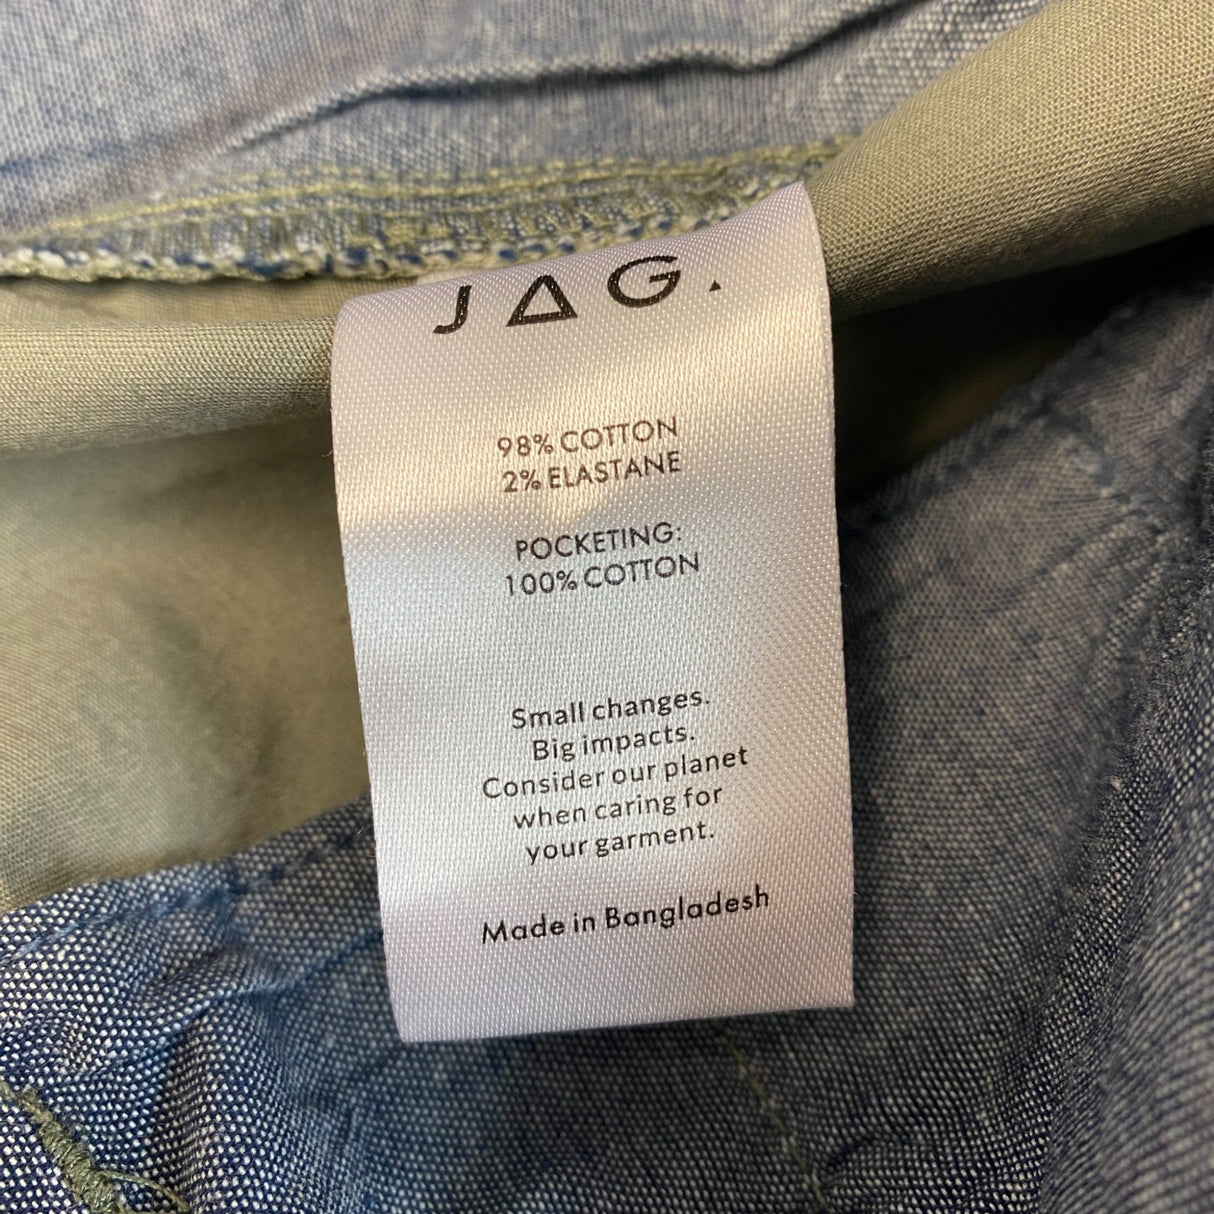 JAG.
98% COTTON
2% ELASTANE
POCKETING:
100% COTTON
Small changes.
Big impacts.
Consider our planet
when caring for
your garment.
Made in Bangladesh